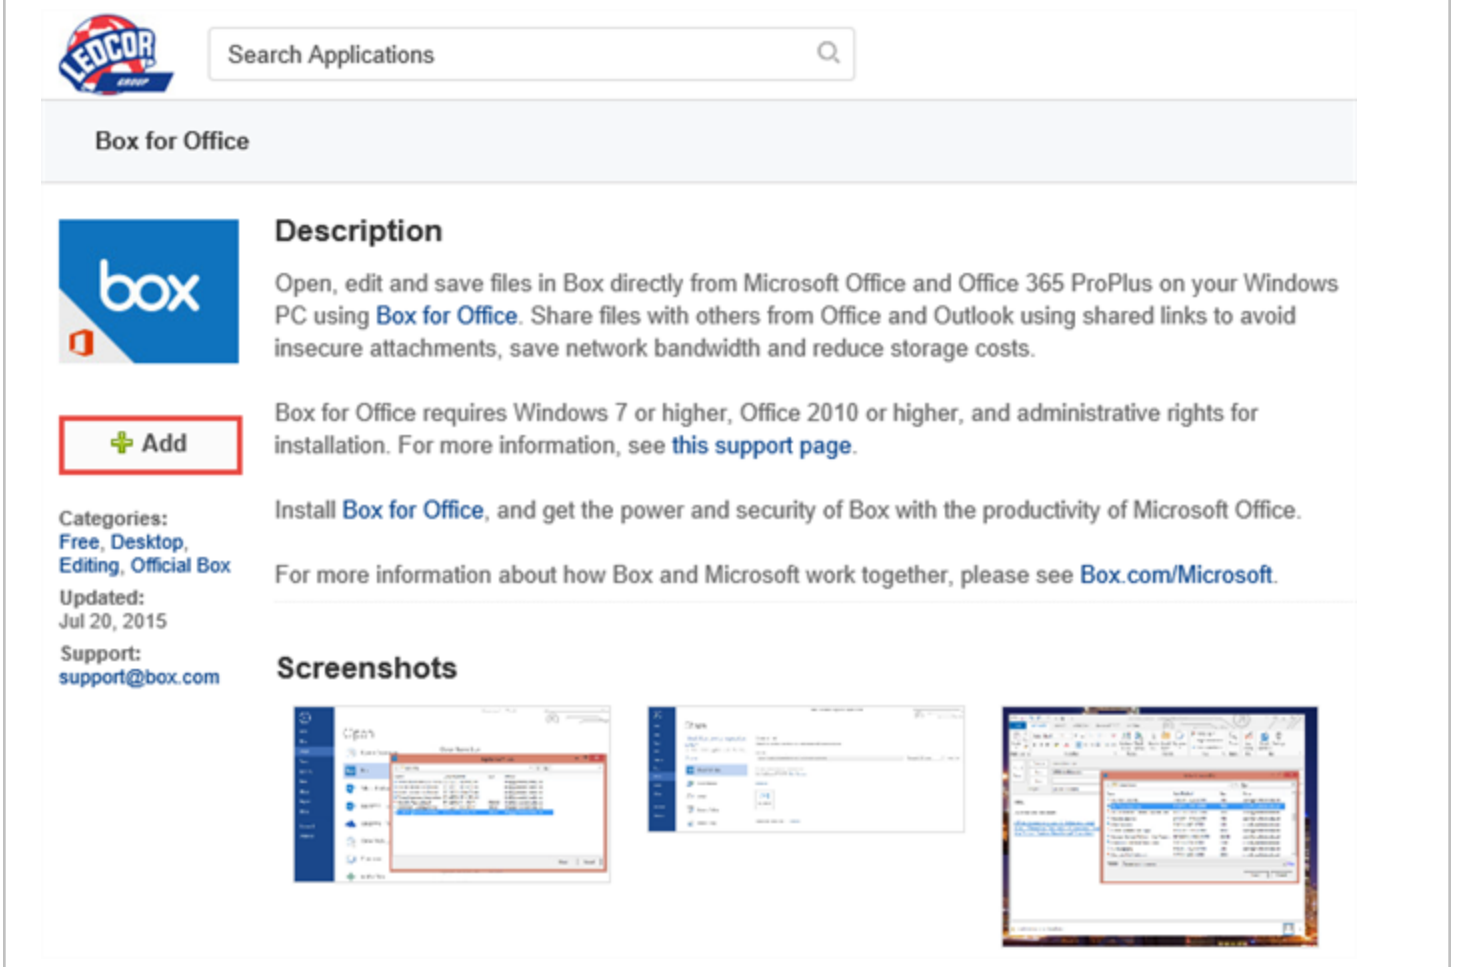 LEDCOR
GROUP
Search Applications
Box for Office
box
Add
Categories:
Free, Desktop,
Editing, Official Box
Updated:
Jul 20, 2015
Support:
support@box.com
Description
Open, edit and save files in Box directly from Microsoft Office and Office 365 ProPlus on your Windows
PC using Box for Office. Share files with others from Office and Outlook using shared links to avoid
insecure attachments, save network bandwidth and reduce storage costs.
Box for Office requires Windows 7 or higher, Office 2010 or higher, and administrative rights for
installation. For more information, see this support page.
Install Box for Office, and get the power and security of Box with the productivity of Microsoft Office.
For more information about how Box and Microsoft work together, please see Box.com/Microsoft.
Screenshots
Open